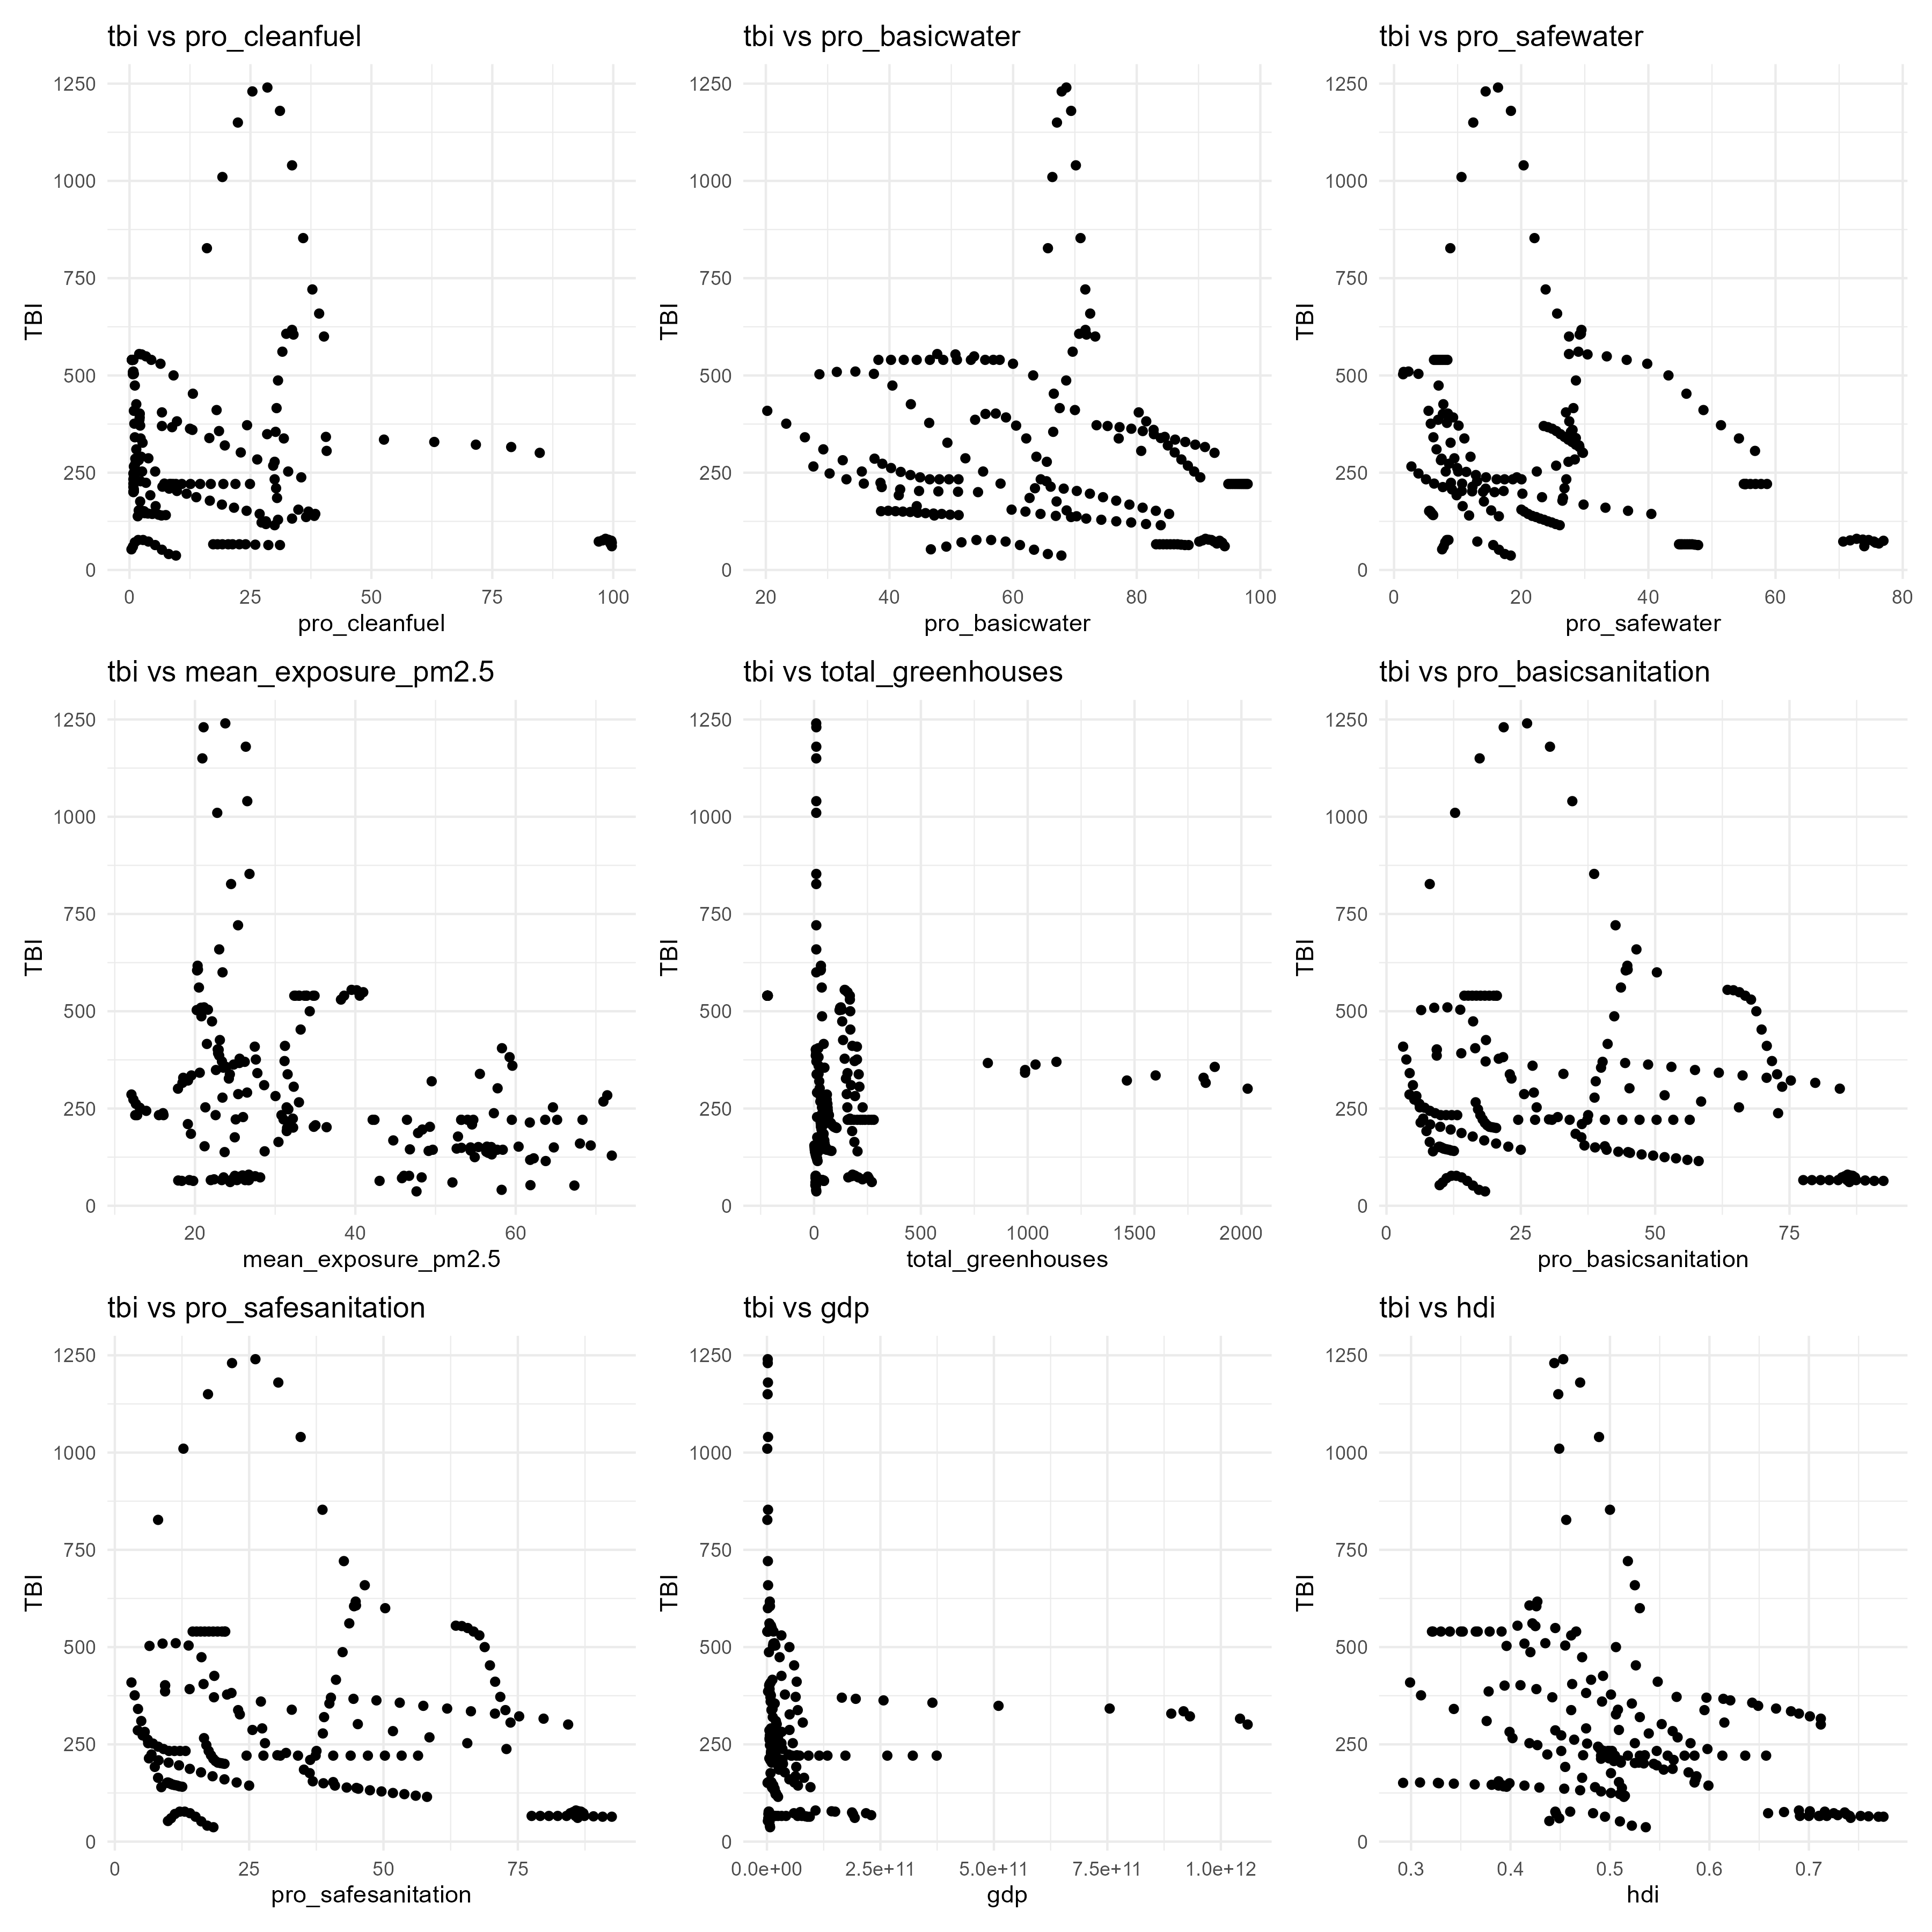 tbi vs pro_cleanfuel
TBI
1250
1000
750
500
250
0
0 25 50 75 100
pro_cleanfuel
tbi vs pro_basicwater
TBI
1250
1000
750
500
250
0
20 40 60 80 100
pro_basicwater
tbi vs pro_safewater
TBI
1250
1000
750
500
250
0
0 20 40 60 80
pro_safewater
tbi vs mean_exposure_pm2.5
TBI
1250
1000
750
500
250
0
20 40 60
mean_exposure_pm2.5
tbi vs total_greenhouses
TBI
1250
1000
750
500
250
0
0 500 1000 1500 2000
total_greenhouses
tbi vs pro_basicsanitation
TBI
1250
1000
750
500
250
0
0 25 50 75
pro_basicsanitation
tbi vs pro_safesanitation
TBI
1250
1000
750
500
250
0
0 25 50 75
pro_safesanitation
tbi vs gdp
TBI
1250
1000
750
500
250
0
0.0e+00 2.5e+11 5.0e+11 7.5e+11 1.0e+12
gdp
tbi vs hdi
TBI
1250
1000
750
500
250
0
0.3 0.4 0.5 0.6 0.7
hdi